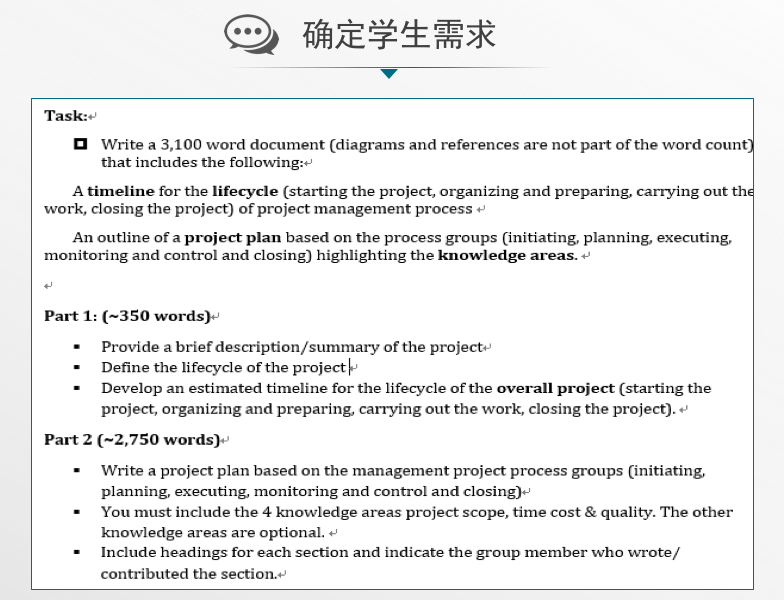 确定学生需求
Task:
Write a 3,100 word document (diagrams and references are not part of the word count)
that includes the following:
A timeline for the lifecycle (starting the project, organizing and preparing, carrying out the
work, closing the project) of project management process
An outline of a project plan based on the process groups (initiating, planning, executing,
monitoring and control and closing) highlighting the knowledge areas.
Part 1: (~350 words)
▪ Provide a brief description/summary of the project
▪ Define the lifecycle of the project
▪ Develop an estimated timeline for the lifecycle of the overall project (starting the
project, organizing and preparing, carrying out the work, closing the project).
Part 2 (~2,750 words)
▪ Write a project plan based on the management project process groups (initiating,
planning, executing, monitoring and control and closing)
▪ You must include the 4 knowledge areas project scope, time cost & quality. The other
knowledge areas are optional.
▪ Include headings for each section and indicate the group member who wrote/
contributed the section.